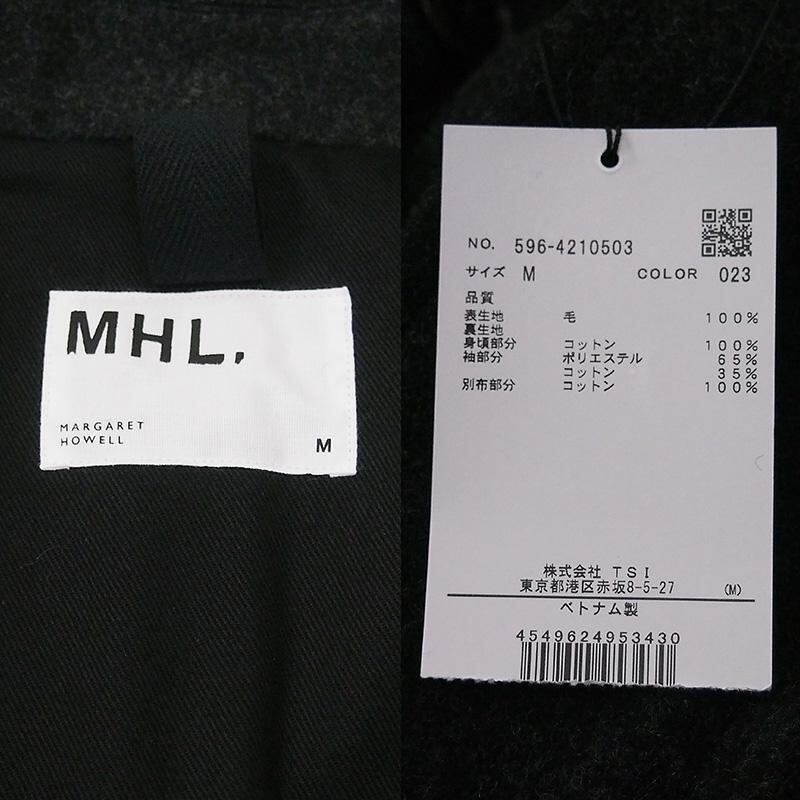 MHL.
MARGARET
HOWELL
M
NO. 596-4210503
サイズ M COLOR 023
品質
表生地 毛 100%
裏生地
身頃部分 コットン 100%
袖部分 ポリエステル 65%
コットン 35%
別布部分 コットン 100%
株式会社 TSI
東京都港区赤坂8-5-27 (M)
ベトナム製
4549624953430